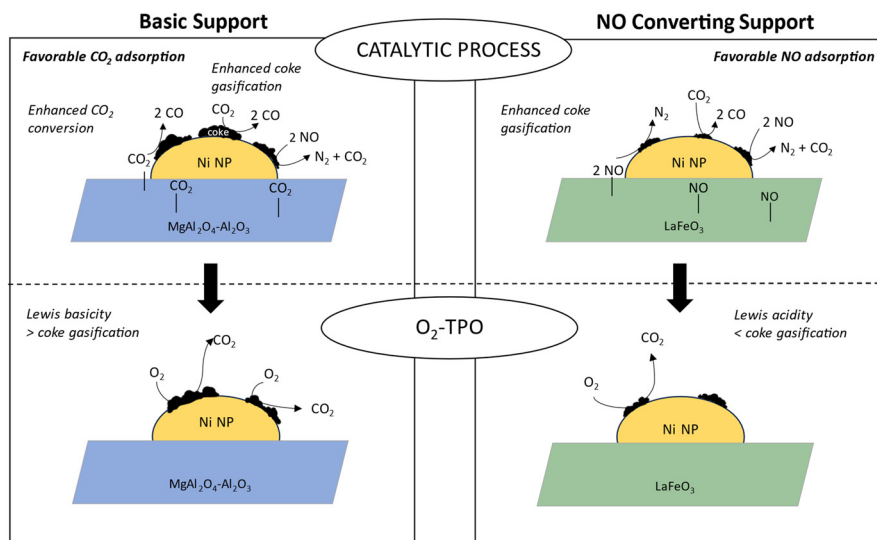 Basic Support
NO Converting Support
CATALYTIC PROCESS
Favorable CO₂ adsorption
Enhanced coke
gasification
Enhanced CO₂
conversion
2 CO
CO₂
2 CO
coke
2 NO
CO₂
N₂ + CO₂
Ni NP
CO₂
CO₂
MgAl₂O₄-Al₂O₃
Favorable NO adsorption
Enhanced coke
gasification
N₂
CO₂
2 CO
2 NO
2 NO
N₂ + CO₂
Ni NP
NO
NO
LaFeO₃
O₂-TPO
Lewis basicity
> coke gasification
CO₂
O₂
O₂
CO₂
Ni NP
MgAl₂O₄-Al₂O₃
Lewis acidity
< coke gasification
CO₂
O₂
Ni NP
LaFeO₃